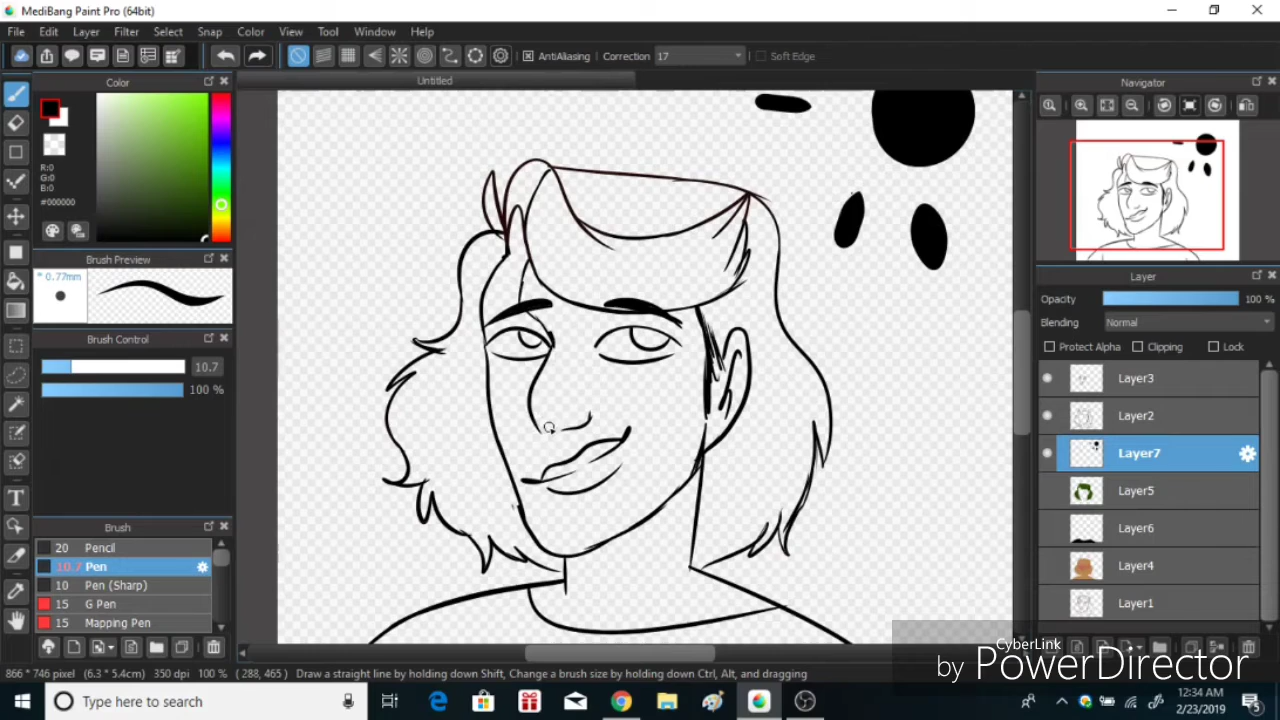 MediBang Paint Pro (64bit)
File Edit Layer Filter Select Snap Color View Tool Window Help
AntiAliasing Correction 17 Soft Edge
Color
Untitled
Navigator
R:0
G:0
B:0
#000000
Brush Preview
* 0.77mm
Brush Control
10.7
100 %
Layer
Opacity 100 %
Blending Normal
Protect Alpha Clipping Lock
Layer3
Layer2
Layer7
Layer5
Layer6
Layer4
Layer1
Brush
20 Pencil
10.7 Pen
10 Pen (Sharp)
15 G Pen
15 Mapping Pen
866 * 746 pixel (6.3 * 5.4cm) 350 dpi 100 % ( 288, 465) Draw a straight line by holding down Shift, Change a brush size by holding down Ctrl, Alt, and dragging
CyberLink
by PowerDirector
Type here to search
12:34 AM
2/23/2019
5